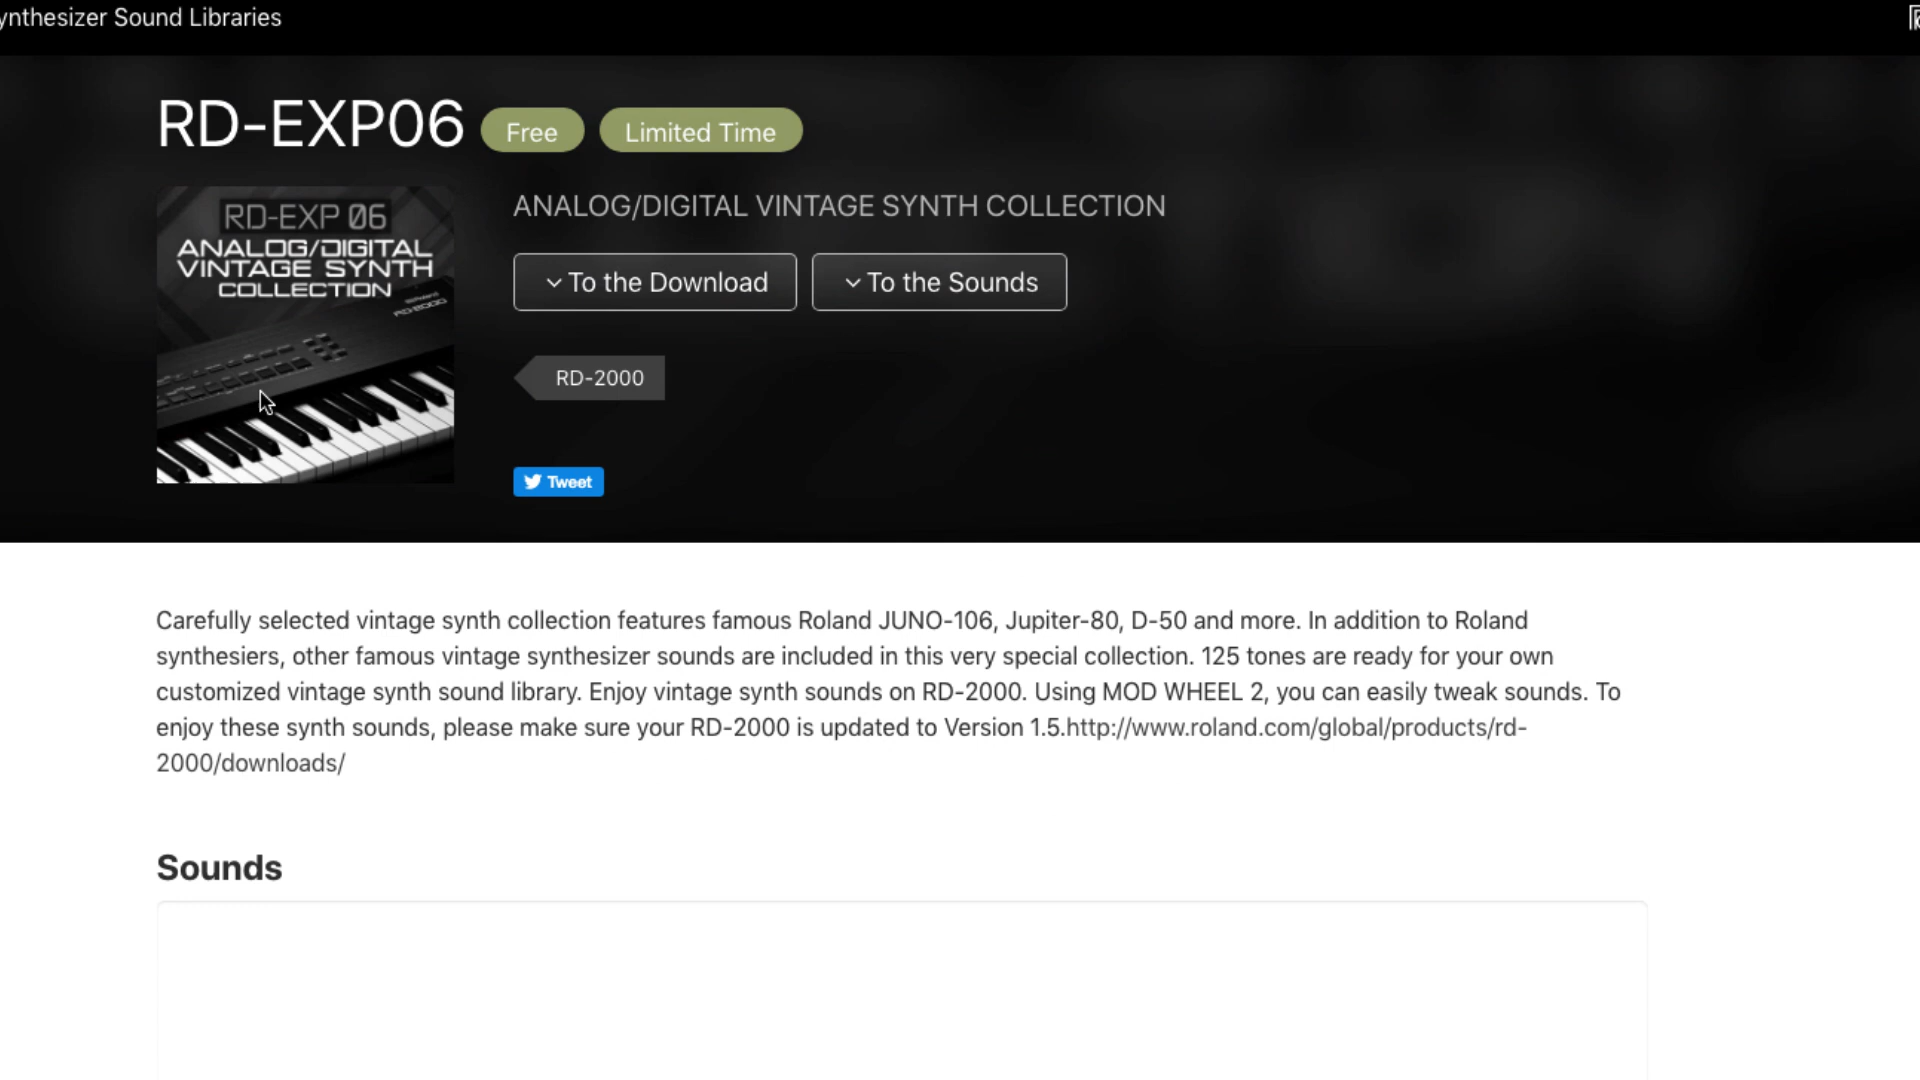 ynthesizer Sound Libraries
RD-EXP06 Free Limited Time
RD-EXP 06
ANALOG/DIGITAL
VINTAGE SYNTH
COLLECTION
Roland
RD-2000
ANALOG/DIGITAL VINTAGE SYNTH COLLECTION
To the Download To the Sounds
RD-2000
Tweet
Carefully selected vintage synth collection features famous Roland JUNO-106, Jupiter-80, D-50 and more. In addition to Roland
synthesiers, other famous vintage synthesizer sounds are included in this very special collection. 125 tones are ready for your own
customized vintage synth sound library. Enjoy vintage synth sounds on RD-2000. Using MOD WHEEL 2, you can easily tweak sounds. To
enjoy these synth sounds, please make sure your RD-2000 is updated to Version 1.5.http://www.roland.com/global/products/rd-
2000/downloads/
Sounds